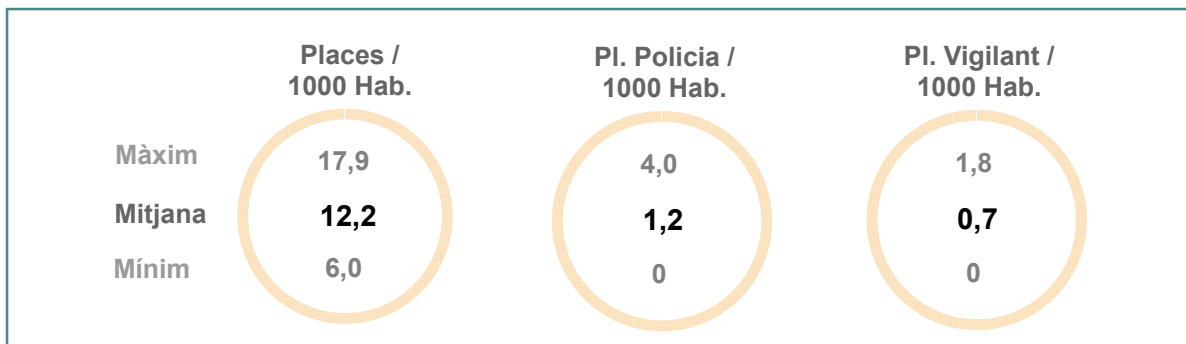 Places /
1000 Hab.
Pl. Policia /
1000 Hab.
Pl. Vigilant /
1000 Hab.
Màxim 17,9 4,0 1,8
Mitjana 12,2 1,2 0,7
Mínim 6,0 0 0